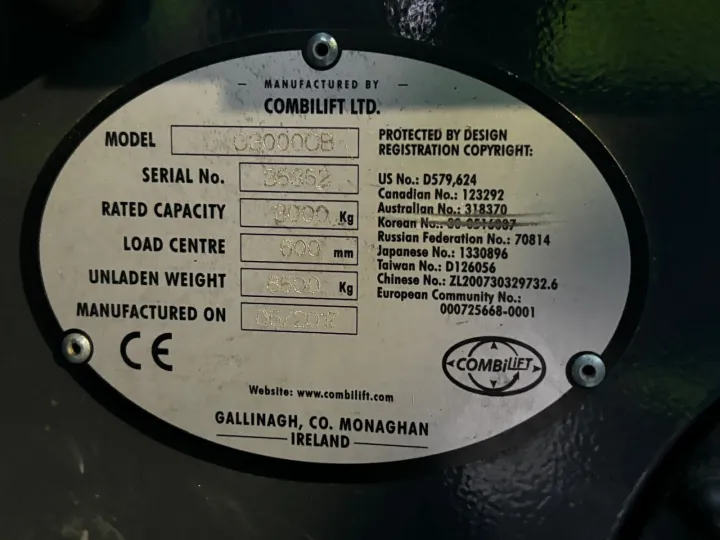 MANUFACTURED BY
COMBILIFT LTD.
MODEL
SERIAL No.
RATED CAPACITY 3000 Kg
LOAD CENTRE 600 mm
UNLADEN WEIGHT Kg
MANUFACTURED ON
PROTECTED BY DESIGN
REGISTRATION COPYRIGHT:
US No.: D579,624
Canadian No.: 123292
Australian No.: 318370
Korean No.:
Russian Federation No.: 70814
Japanese No.: 1330896
Taiwan No.: D126056
Chinese No.: ZL200730329732.6
European Community No.:
000725668-0001
CE
COMBiLIFT
Website: www.combilift.com
GALLINAGH, CO. MONAGHAN
IRELAND